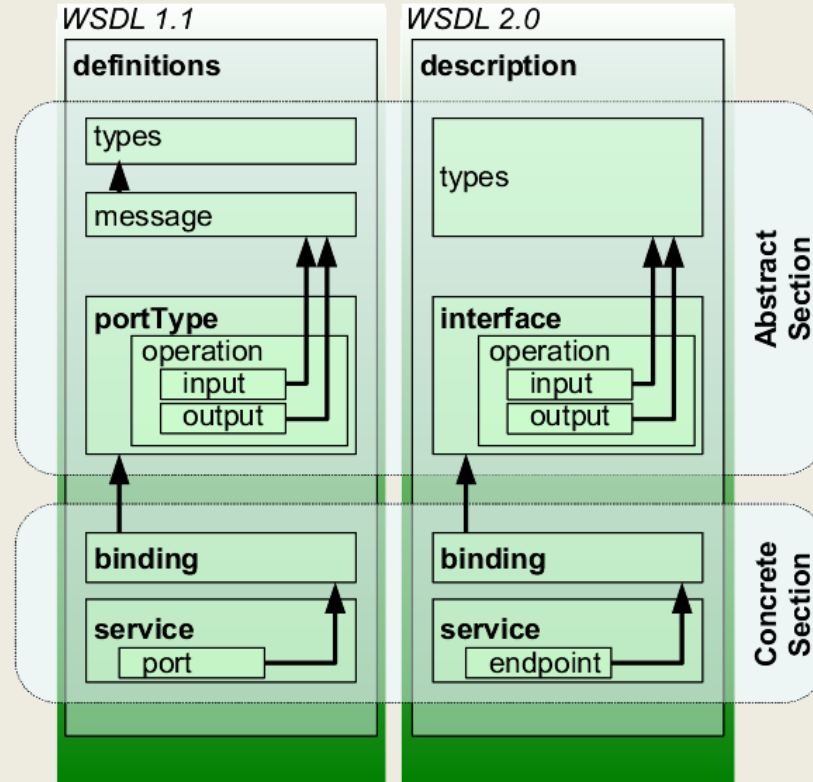 WSDL 1.1
definitions
types
message
portType
operation
input
output
binding
service
port
WSDL 2.0
description
types
interface
operation
input
output
binding
service
endpoint
Abstract
Section
Concrete
Section